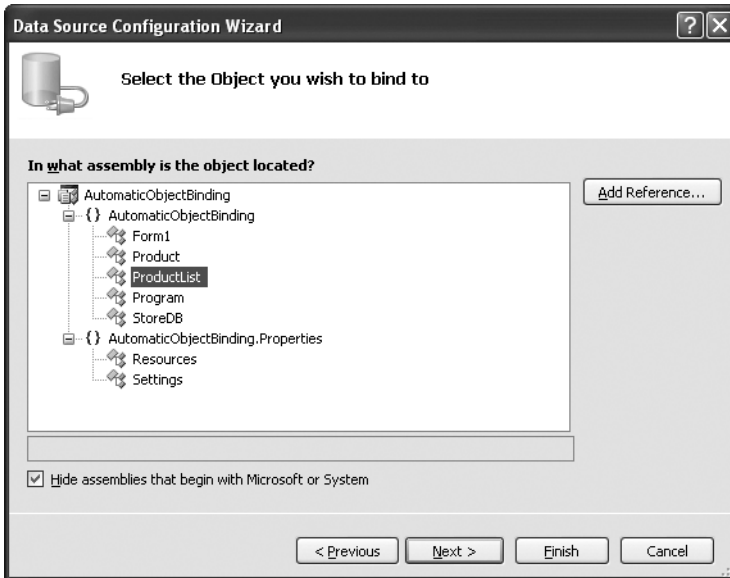 Data Source Configuration Wizard
Select the Object you wish to bind to
In what assembly is the object located?
AutomaticObjectBinding
Add Reference...
{} AutomaticObjectBinding
Form1
Product
ProductList
Program
StoreDB
{} AutomaticObjectBinding.Properties
Resources
Settings
Hide assemblies that begin with Microsoft or System
< Previous
Next >
Finish
Cancel